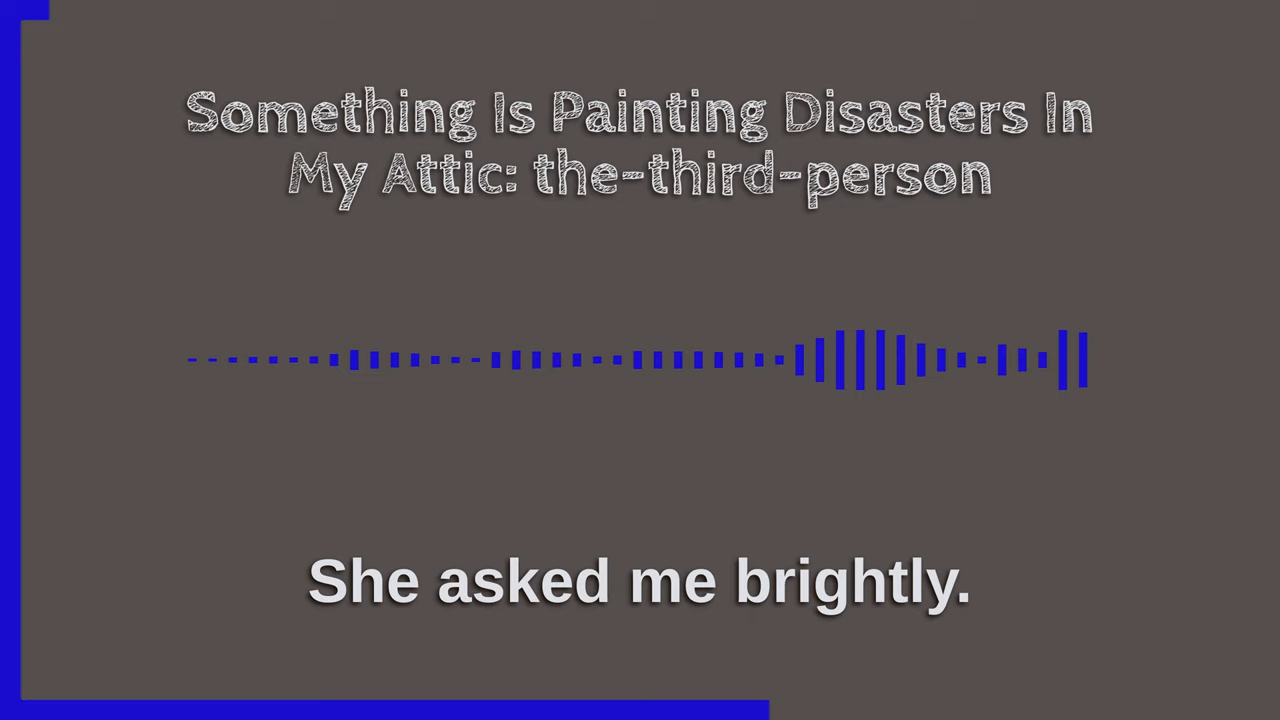 Something Is Painting Disasters In
My Attic: the-third-person
She asked me brightly.